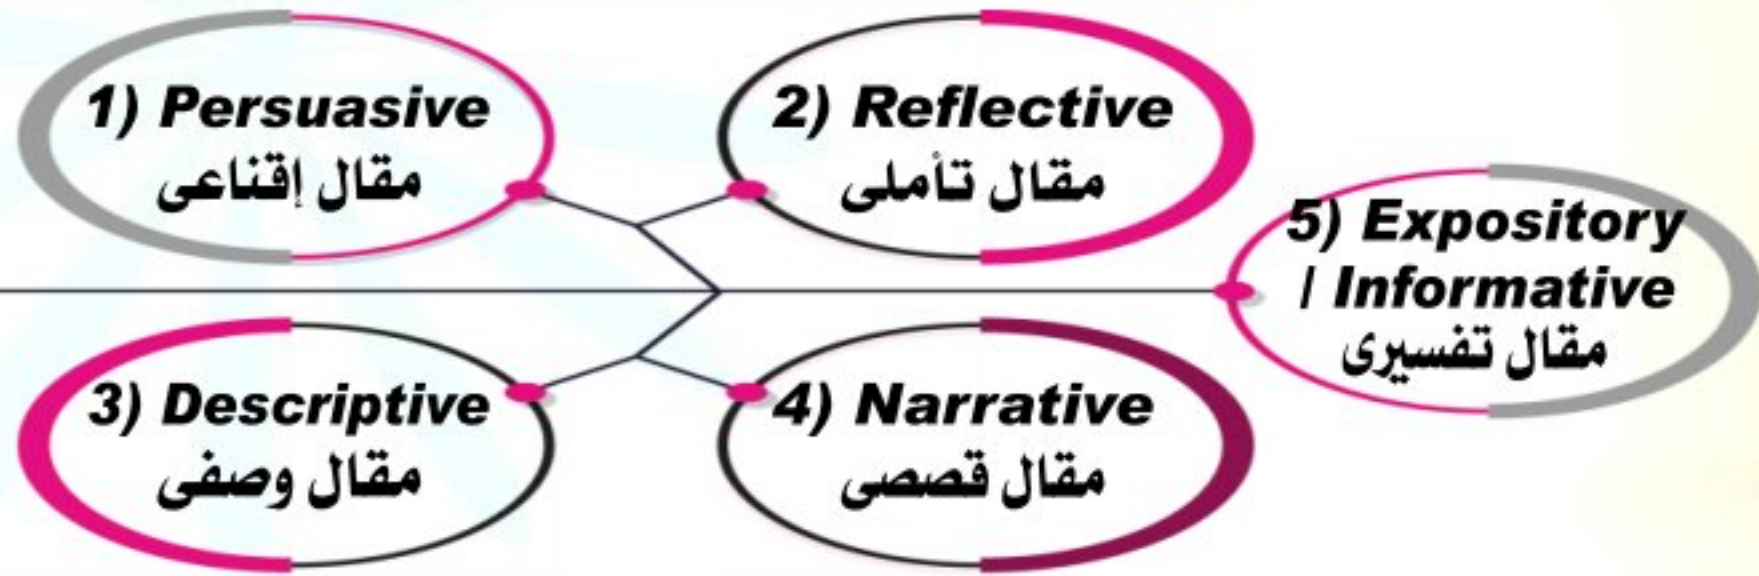 1) Persuasive
مقال إقناعى
2) Reflective
مقال تأملى
3) Descriptive
مقال وصفى
4) Narrative
مقال قصصى
5) Expository
/ Informative
مقال تفسيرى